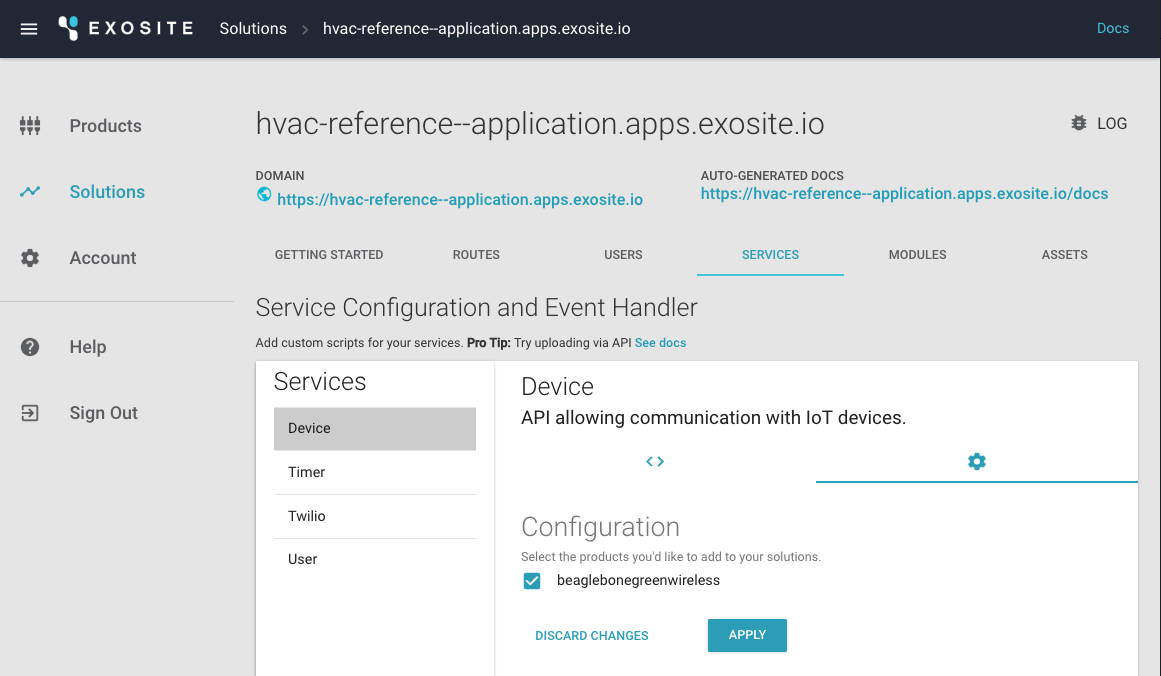 EXOSITE Solutions > hvac-reference--application.apps.exosite.io Docs
Products
Solutions
Account
Help
Sign Out
hvac-reference--application.apps.exosite.io LOG
DOMAIN
https://hvac-reference--application.apps.exosite.io
AUTO-GENERATED DOCS
https://hvac-reference--application.apps.exosite.io/docs
GETTING STARTED ROUTES USERS SERVICES MODULES ASSETS
Service Configuration and Event Handler
Add custom scripts for your services. Pro Tip: Try uploading via API See docs
Services
Device
Timer
Twilio
User
Device
API allowing communication with IoT devices.
<>
Configuration
Select the products you'd like to add to your solutions.
beaglebonegreenwireless
DISCARD CHANGES APPLY